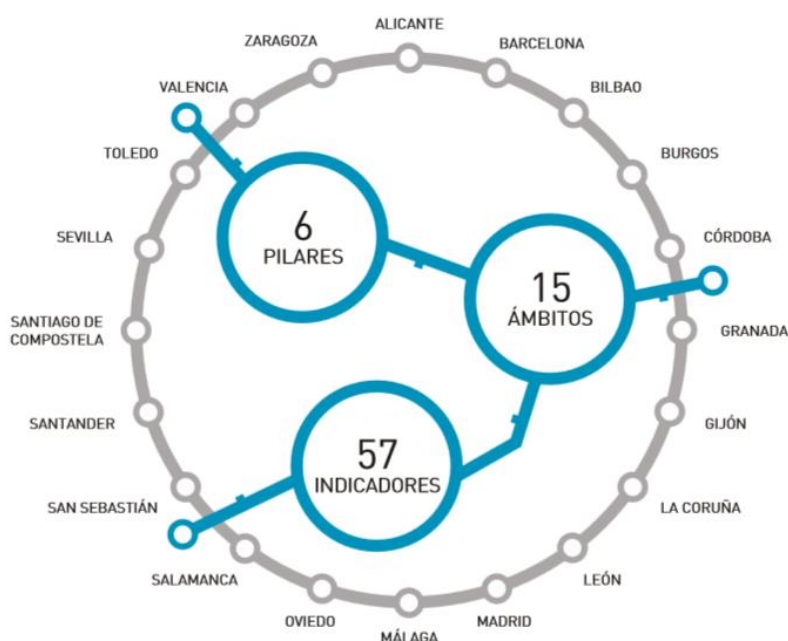 ALICANTE
ZARAGOZA
BARCELONA
VALENCIA
BILBAO
TOLEDO
BURGOS
6
PILARES
SEVILLA
CÓRDOBA
15
ÁMBITOS
SANTIAGO DE
COMPOSTELA
GRANADA
SANTANDER
GIJÓN
57
INDICADORES
SAN SEBASTIÁN
LA CORUÑA
SALAMANCA
LEÓN
OVIEDO
MADRID
MÁLAGA